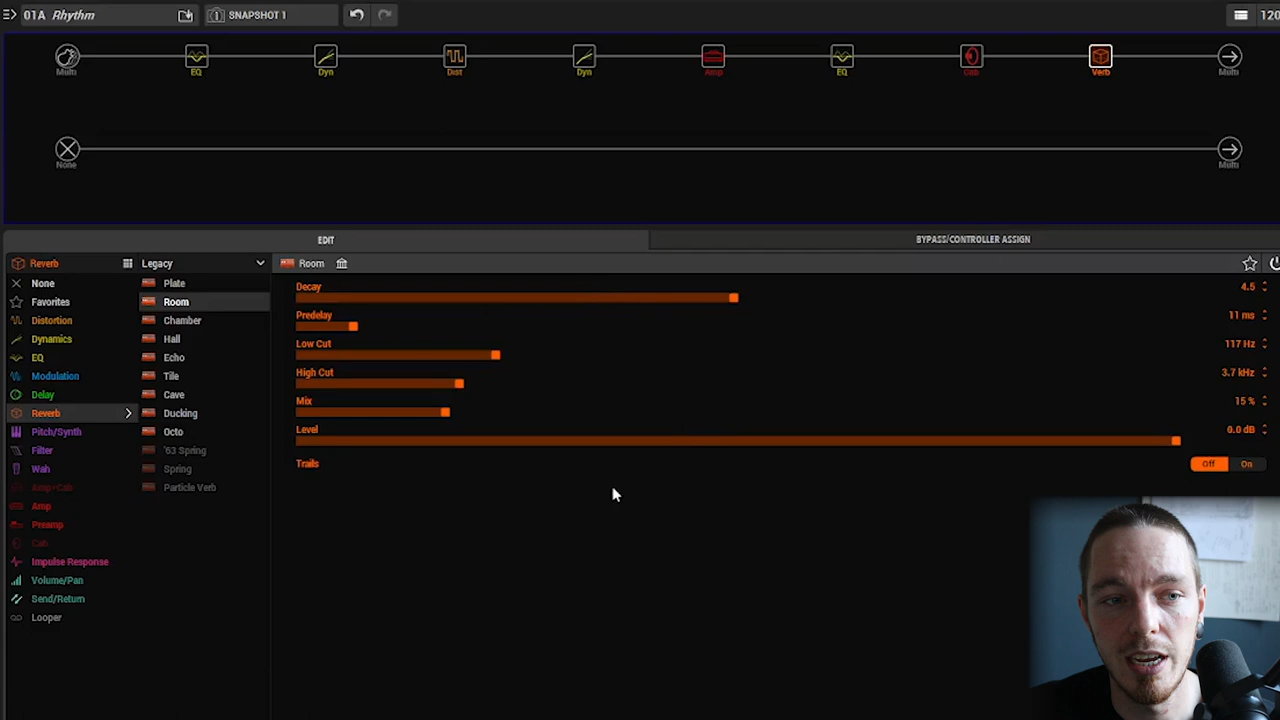 01A Rhythm
1 SNAPSHOT 1
120
Multi EQ Dyn Dist Dyn Amp EQ Cab Verb Multi
None Multi
EDIT
BYPASS/CONTROLLER ASSIGN
Reverb
Legacy
Room
None
Favorites
Distortion
Dynamics
EQ
Modulation
Delay
Reverb
Pitch/Synth
Filter
Wah
Amp+Cab
Amp
Preamp
Cab
Impulse Response
Volume/Pan
Send/Return
Looper
Plate
Room
Chamber
Hall
Echo
Tile
Cave
Ducking
Octo
'63 Spring
Spring
Particle Verb
Decay 4.5
Predelay 11 ms
Low Cut 117 Hz
High Cut 3.7 kHz
Mix 15 %
Level 0.0 dB
Trails Off On